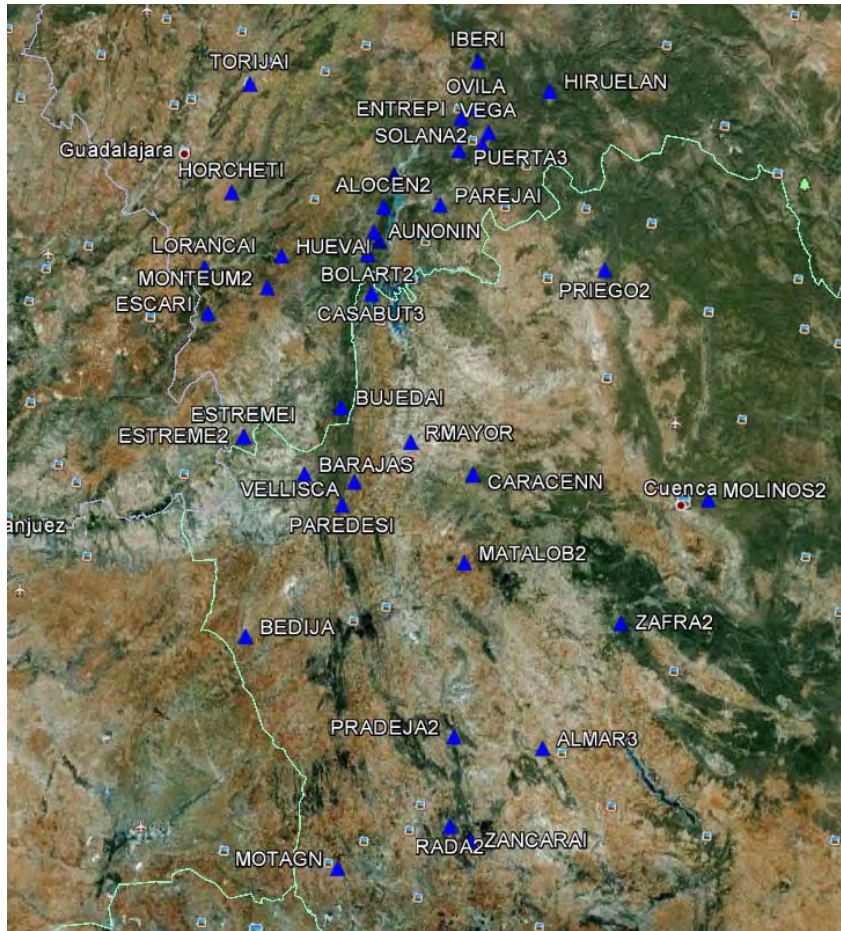 IBERI
TORIJAI
OVILA
HIRUELAN
ENTREPI
VEGA
SOLANA2
Guadalajara
PUERTA3
HORCHETI
ALOCEN2
PAREJAI
AUNONIN
LORANCAI
HUEVAI
MONTEUM2
BOLART2
PRIEGO2
ESCARI
CASABUT3
BUJEDAI
ESTREMEI
ESTREME2
RMAYOR
BARAJAS
CARACENN
VELLISCA
Cuenca
MOLINOS2
PAREDESI
anjuez
MATALOB2
BEDIJA
ZAFRA2
PRADEJA2
ALMAR3
RADA2
ZANCARAI
MOTAGN